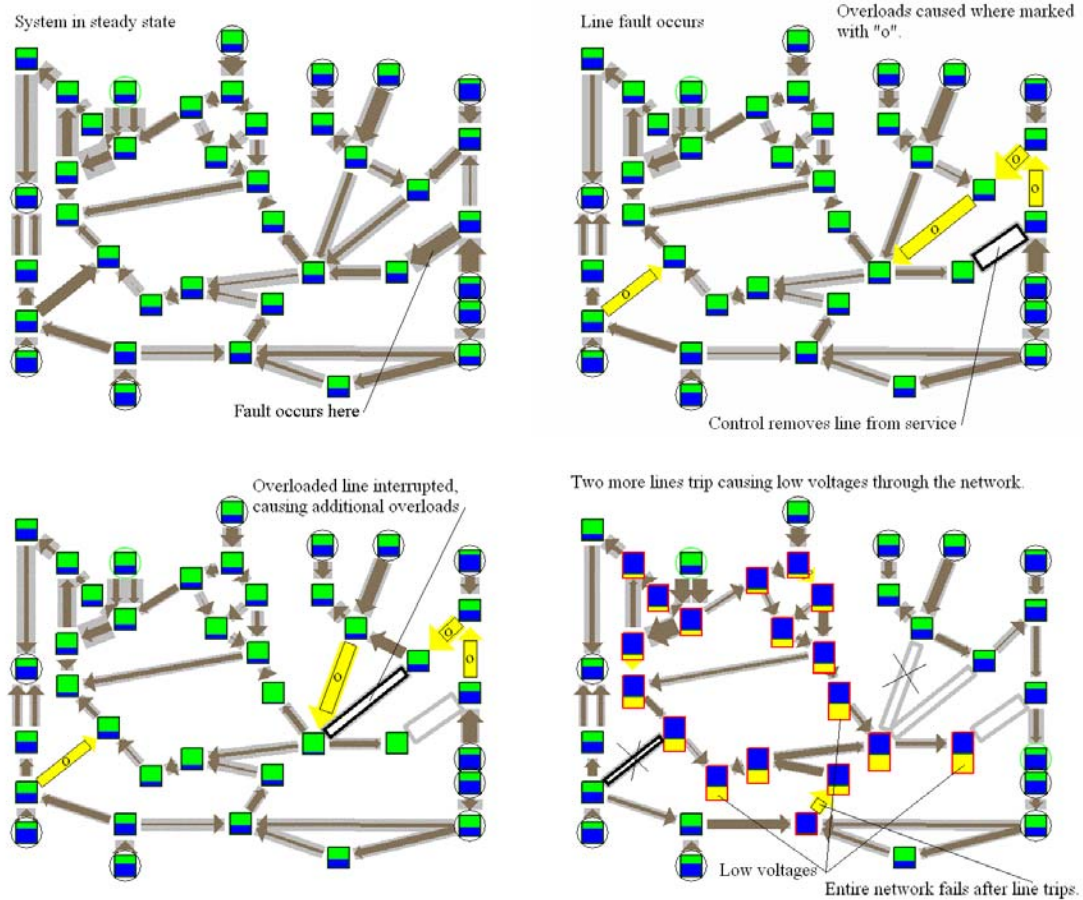 System in steady state
Line fault occurs
Overloads caused where marked
with "o".
o
o
o
o
Fault occurs here
Control removes line from service
Overloaded line interrupted,
causing additional overloads
Two more lines trip causing low voltages through the network.
o
o
o
o
Low voltages
Entire network fails after line trips.